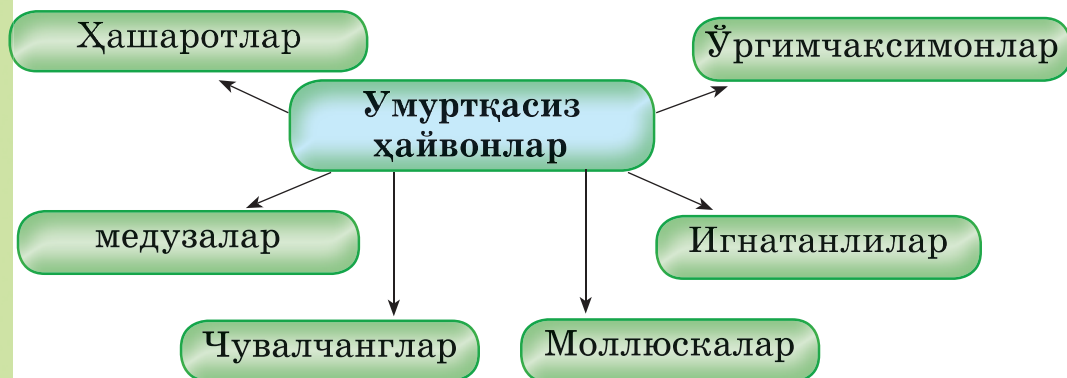 Ҳашаротлар
Ўргимчаксимонлар
Умуртқасиз
ҳайвонлар
медузалар
Игнатанлилар
Чувалчанглар
Моллюскалар